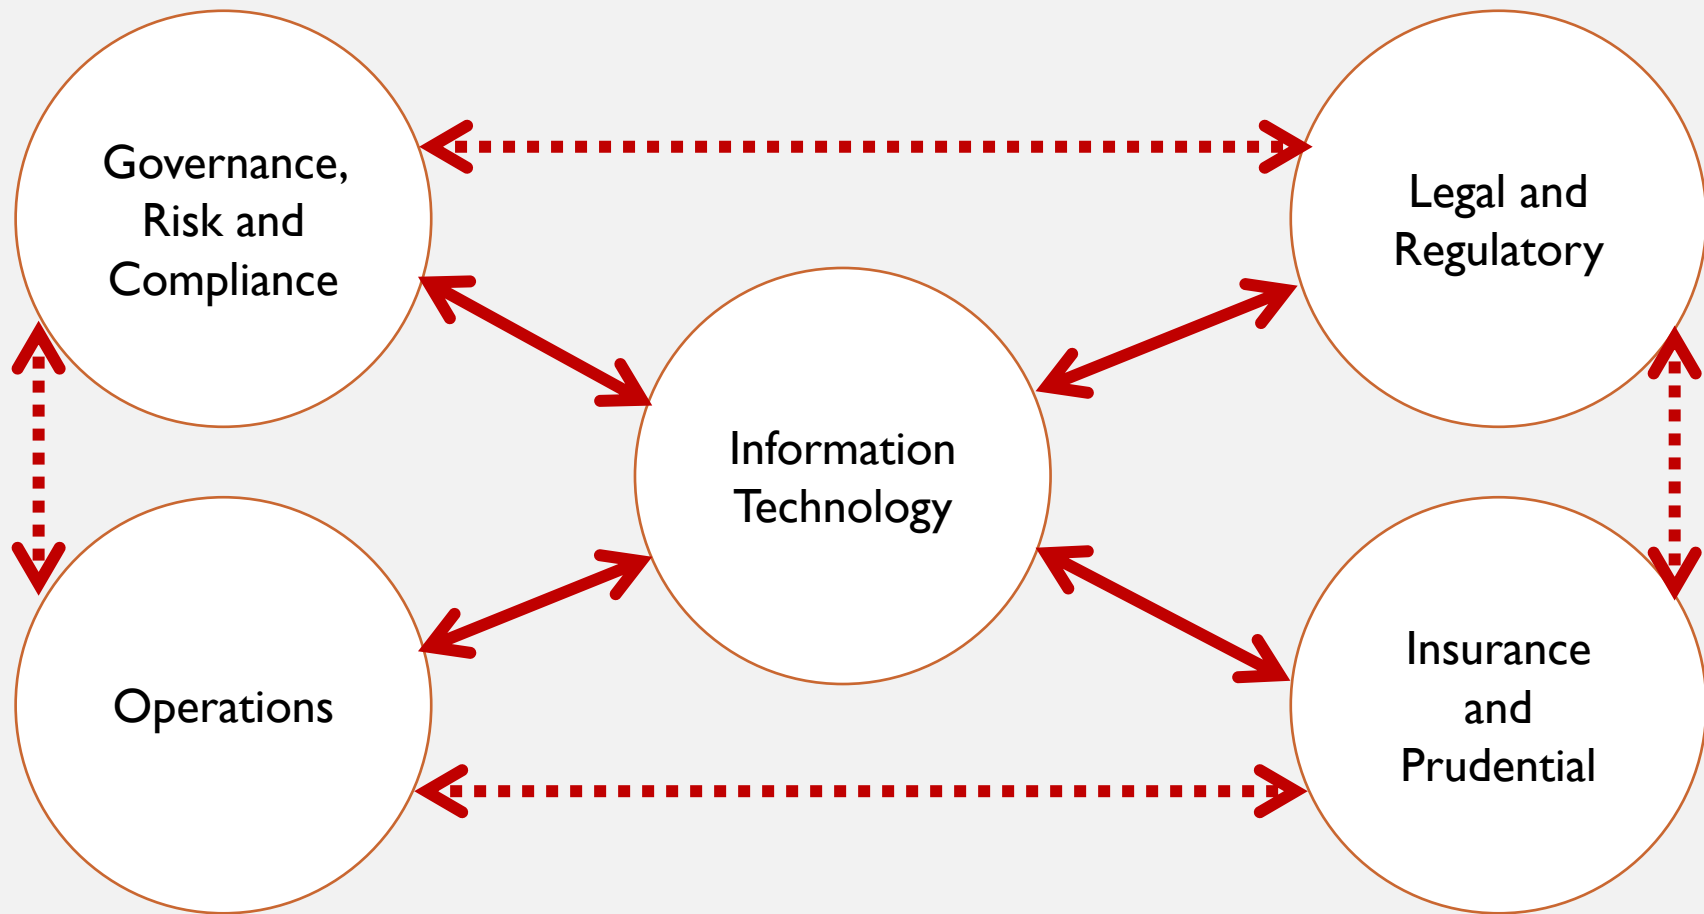 Governance,
Risk and
Compliance
Legal and
Regulatory
Information
Technology
Operations
Insurance
and
Prudential